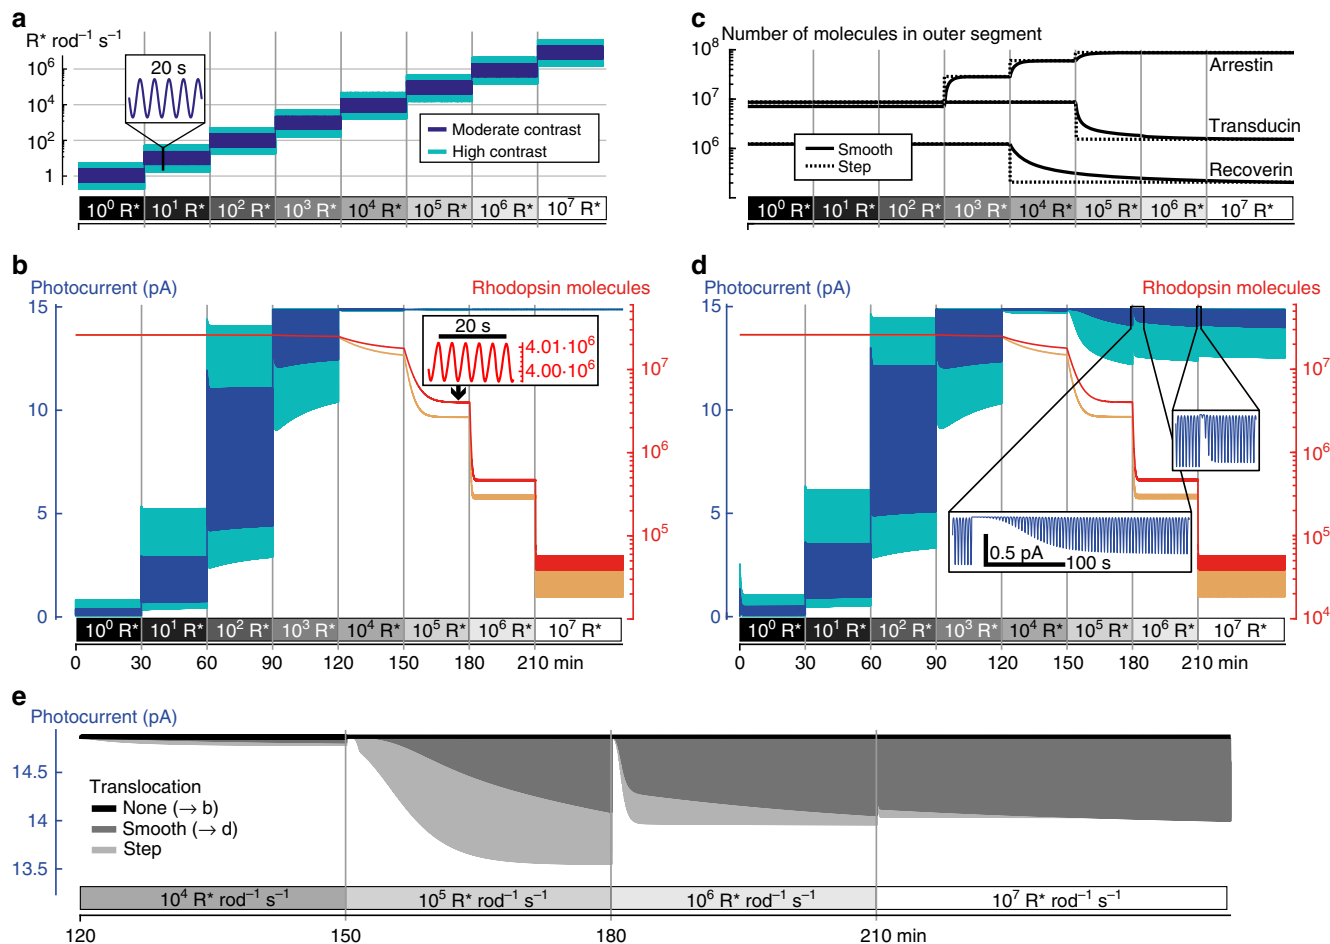 a
R* rod⁻¹ s⁻¹
10⁶
10⁴
10²
1
20 s
Moderate contrast
High contrast
10⁰ R* 10¹ R* 10² R* 10³ R* 10⁴ R* 10⁵ R* 10⁶ R* 10⁷ R*
c
Number of molecules in outer segment
10⁸
10⁷
10⁶
Arrestin
Transducin
Recoverin
Smooth
Step
10⁰ R* 10¹ R* 10² R* 10³ R* 10⁴ R* 10⁵ R* 10⁶ R* 10⁷ R*
b
Photocurrent (pA)
Rhodopsin molecules
15
10
5
0
20 s
4.01·10⁶
4.00·10⁶
10⁷
10⁶
10⁵
10⁴
10⁰ R* 10¹ R* 10² R* 10³ R* 10⁴ R* 10⁵ R* 10⁶ R* 10⁷ R*
0 30 60 90 120 150 180 210 min
d
Photocurrent (pA)
Rhodopsin molecules
15
10
5
0
0.5 pA
100 s
10⁷
10⁶
10⁵
10⁴
10⁰ R* 10¹ R* 10² R* 10³ R* 10⁴ R* 10⁵ R* 10⁶ R* 10⁷ R*
0 30 60 90 120 150 180 210 min
e
Photocurrent (pA)
14.5
14
13.5
Translocation
None (→ b)
Smooth (→ d)
Step
10⁴ R* rod⁻¹ s⁻¹ 10⁵ R* rod⁻¹ s⁻¹ 10⁶ R* rod⁻¹ s⁻¹ 10⁷ R* rod⁻¹ s⁻¹
120 150 180 210 min